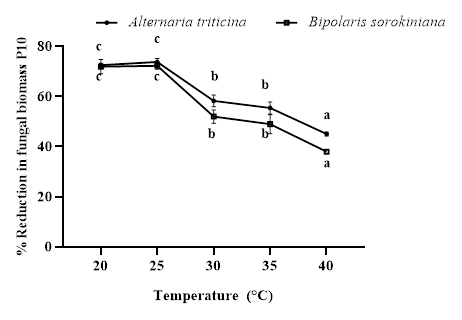 Alternaria triticina Bipolaris sorokiniana
% Reduction in fungal biomass P10
80
60
40
20
0
c c b b a
c c b b a
20 25 30 35 40
Temperature (°C)